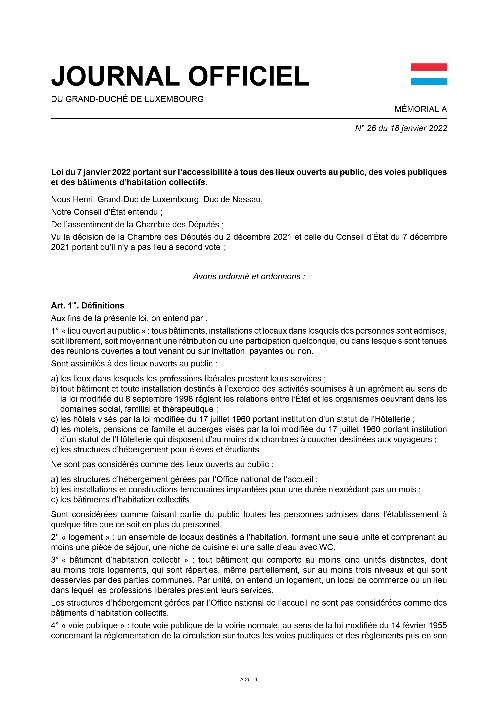 JOURNAL OFFICIEL
DU GRAND-DUCHÉ DE LUXEMBOURG
MÉMORIAL A
N° 26 du 18 janvier 2022
Loi du 7 janvier 2022 portant sur l'accessibilité à tous des lieux ouverts au public, des voies publiques
et des bâtiments d'habitation collectifs.
Nous Henri, Grand-Duc de Luxembourg, Duc de Nassau,
Notre Conseil d'État entendu ;
De l'assentiment de la Chambre des Députés ;
Vu la décision de la Chambre des Députés du 2 décembre 2021 et celle du Conseil d'État du 7 décembre
2021 portant qu'il n'y a pas lieu à second vote ;
Avons ordonné et ordonnons :
Art. 1er. Définitions
Aux fins de la présente loi, on entend par :
1° « lieu ouvert au public » : tous bâtiments, installations et locaux dans lesquels des personnes sont admises,
soit librement, soit moyennant une rétribution ou une participation quelconque, ou dans lesquels sont tenues
des réunions ouvertes à tout venant ou sur invitation, payantes ou non.
Sont assimilés à des lieux ouverts au public :
a) les lieux dans lesquels les professions libérales prestent leurs services ;
b) tout bâtiment et toute installation destinés à l'exercice des activités soumises à un agrément au sens de
la loi modifiée du 8 septembre 1998 réglant les relations entre l'État et les organismes œuvrant dans les
domaines social, familial et thérapeutique ;
c) les hôtels visés par la loi modifiée du 17 juillet 1960 portant institution d'un statut de l'Hôtellerie ;
d) les motels, pensions de famille et auberges visés par la loi modifiée du 17 juillet 1960 portant institution
d'un statut de l'Hôtellerie qui disposent d'au moins dix chambres à coucher destinées aux voyageurs ;
e) les structures d'hébergement pour élèves et étudiants.
Ne sont pas considérés comme des lieux ouverts au public :
a) les structures d'hébergement gérées par l'Office national de l'accueil ;
b) les installations et constructions temporaires implantées pour une durée n'excédant pas un mois ;
c) les bâtiments d'habitation collectifs.
Sont considérées comme faisant partie du public toutes les personnes admises dans l'établissement à
quelque titre que ce soit en plus du personnel.
2° « logement » : un ensemble de locaux destinés à l'habitation, formant une seule unité et comprenant au
moins une pièce de séjour, une niche de cuisine et une salle d'eau avec WC.
3° « bâtiment d'habitation collectif » : tout bâtiment qui comporte au moins cinq unités distinctes, dont
au moins trois logements, qui sont réparties, même partiellement, sur au moins trois niveaux et qui sont
desservies par des parties communes. Par unité, on entend un logement, un local de commerce ou un lieu
dans lequel les professions libérales prestent leurs services.
Les structures d'hébergement gérées par l'Office national de l'accueil ne sont pas considérées comme des
bâtiments d'habitation collectifs.
4° « voie publique » : toute voie publique de la voirie normale, au sens de la loi modifiée du 14 février 1955
concernant la réglementation de la circulation sur toutes les voies publiques et des règlements pris en son